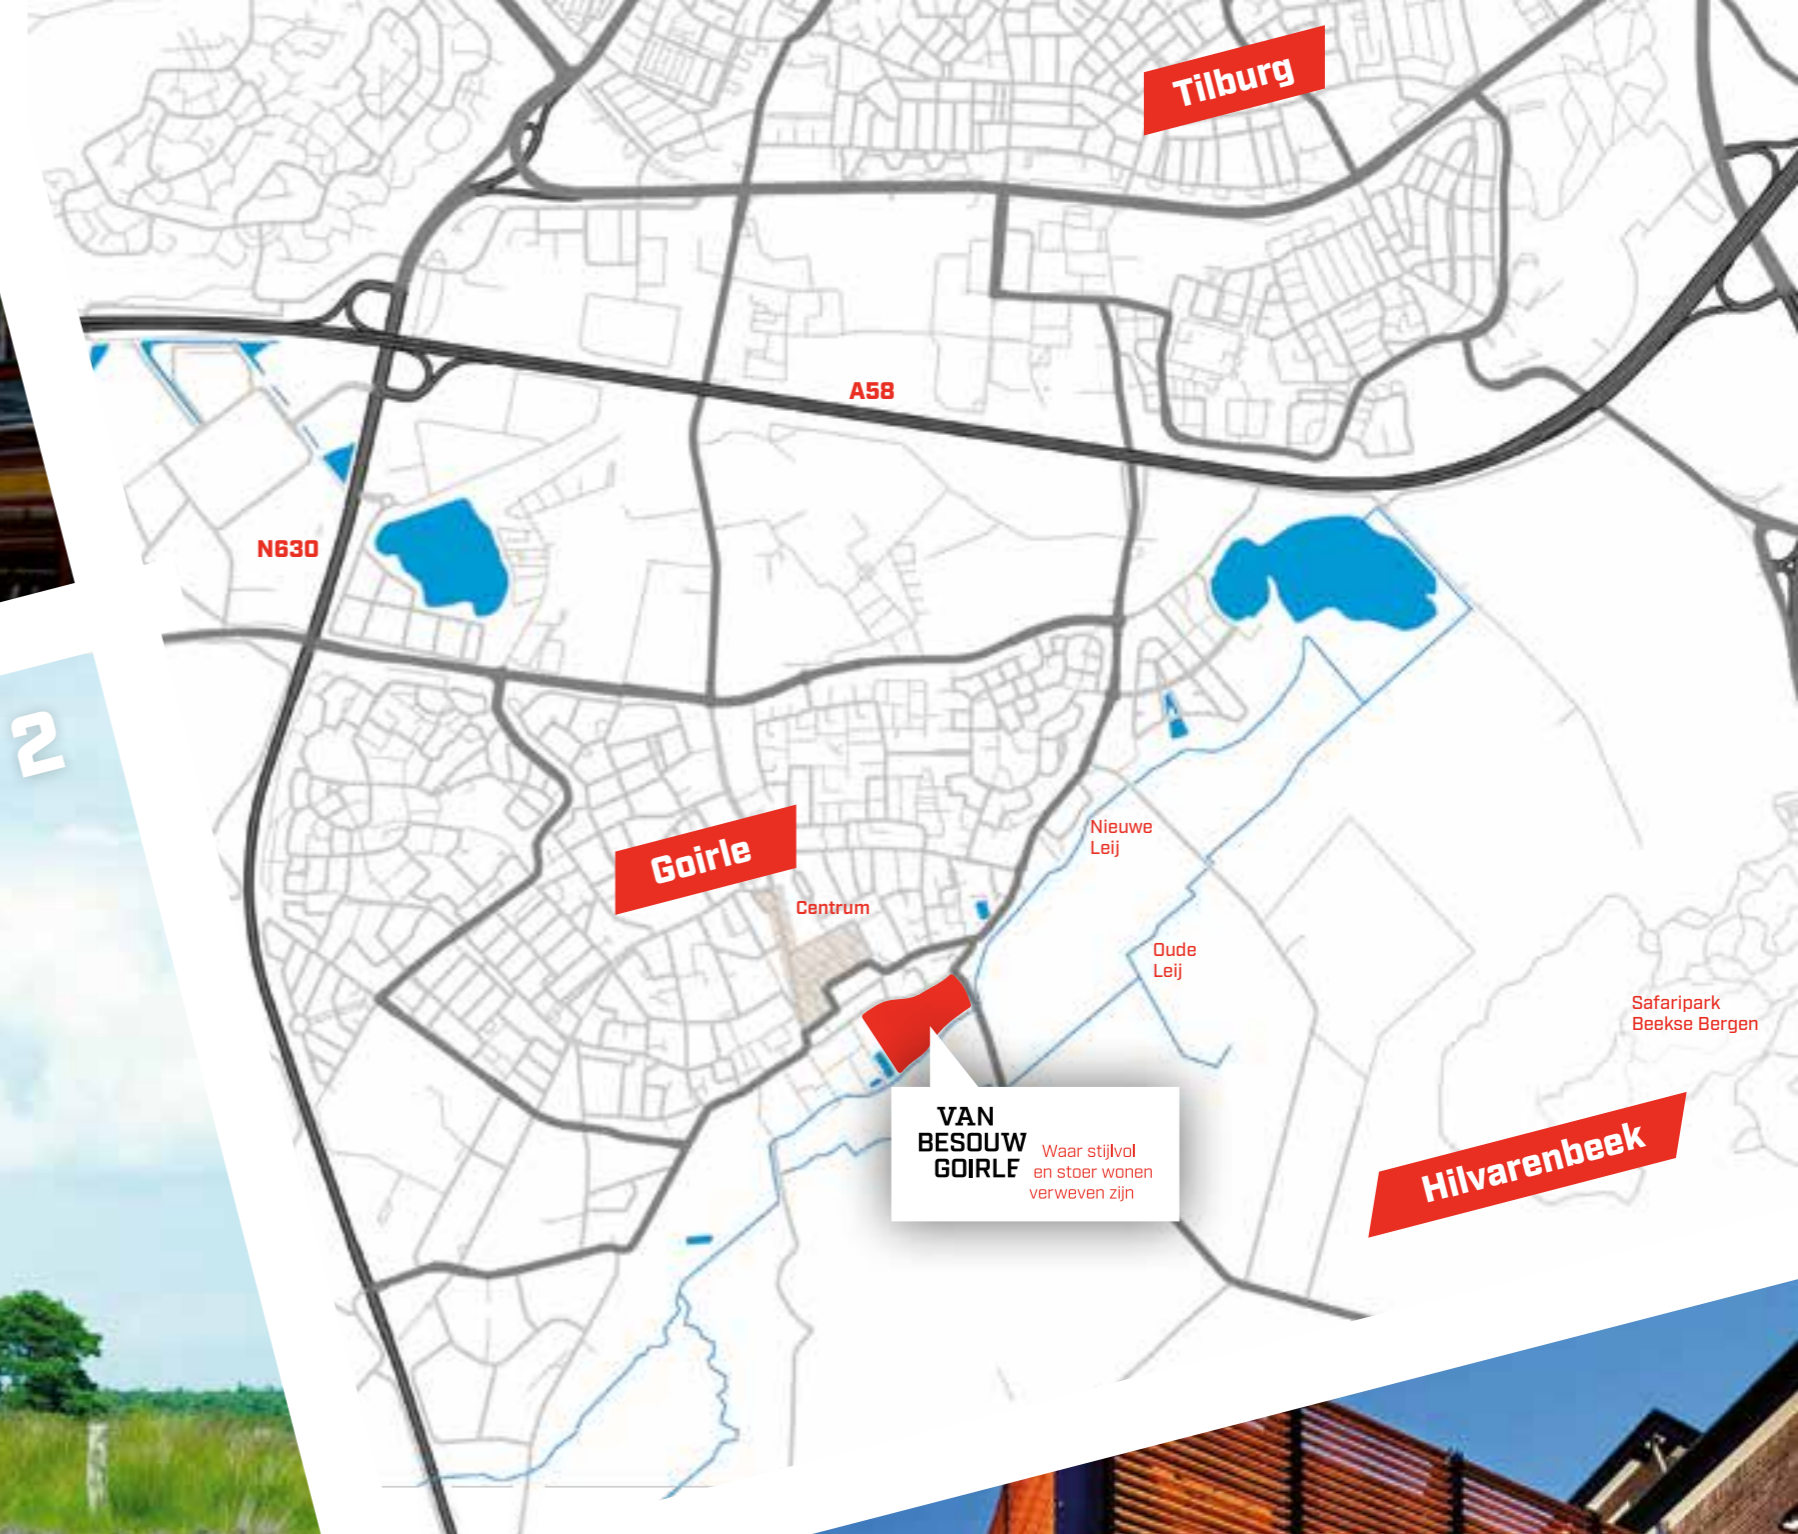 Tilburg
A58
N630
2
Nieuwe
Leij
Goirle
Centrum
Oude
Leij
Safaripark
Beekse Bergen
VAN
BESOUW
GOIRLE
Waar stijlvol
en stoer wonen
verweven zijn
Hilvarenbeek